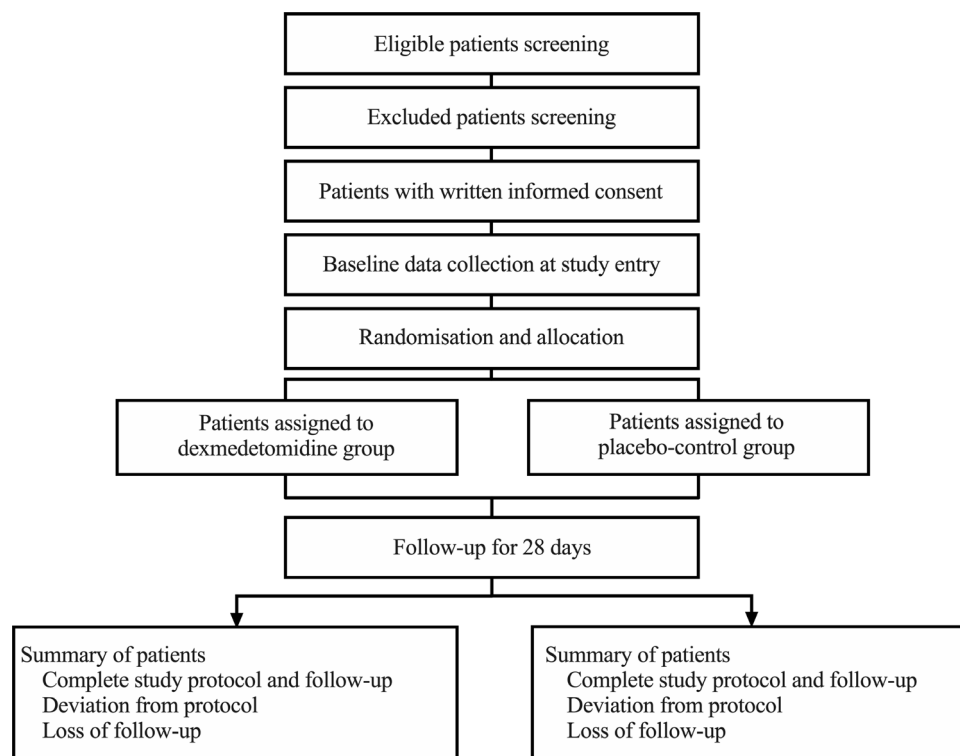 Eligible patients screening
Excluded patients screening
Patients with written informed consent
Baseline data collection at study entry
Randomisation and allocation
Patients assigned to
dexmedetomidine group
Patients assigned to
placebo-control group
Follow-up for 28 days
Summary of patients
Complete study protocol and follow-up
Deviation from protocol
Loss of follow-up
Summary of patients
Complete study protocol and follow-up
Deviation from protocol
Loss of follow-up